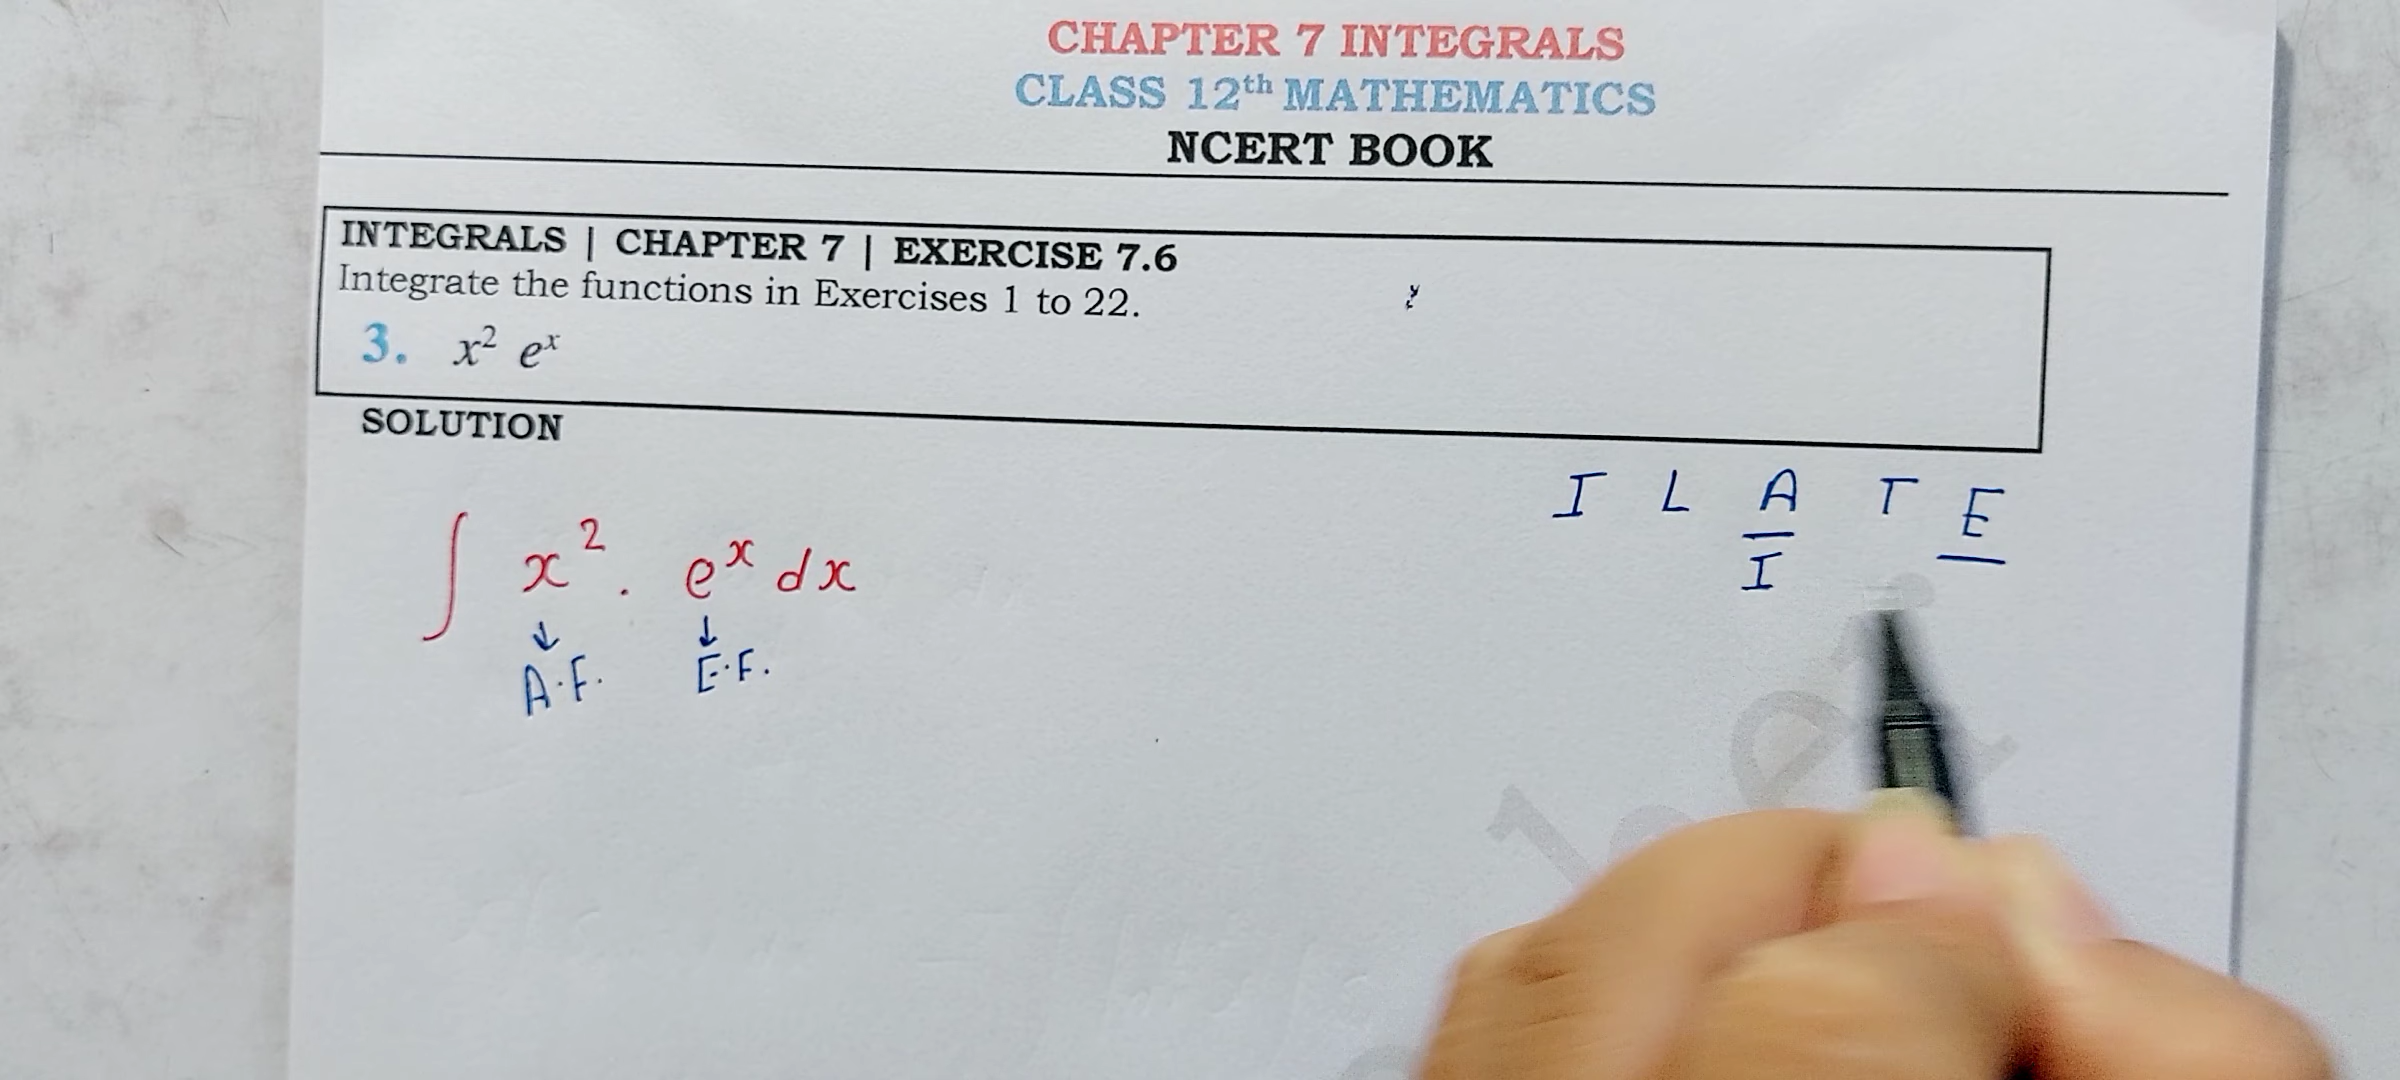 CHAPTER 7 INTEGRALS
CLASS 12th MATHEMATICS
NCERT BOOK
INTEGRALS | CHAPTER 7 | EXERCISE 7.6
Integrate the functions in Exercises 1 to 22.
3. x² eˣ
SOLUTION
I L A T E
I
∫ x² . eˣ dx
↓ ↓
A.F. E.F.